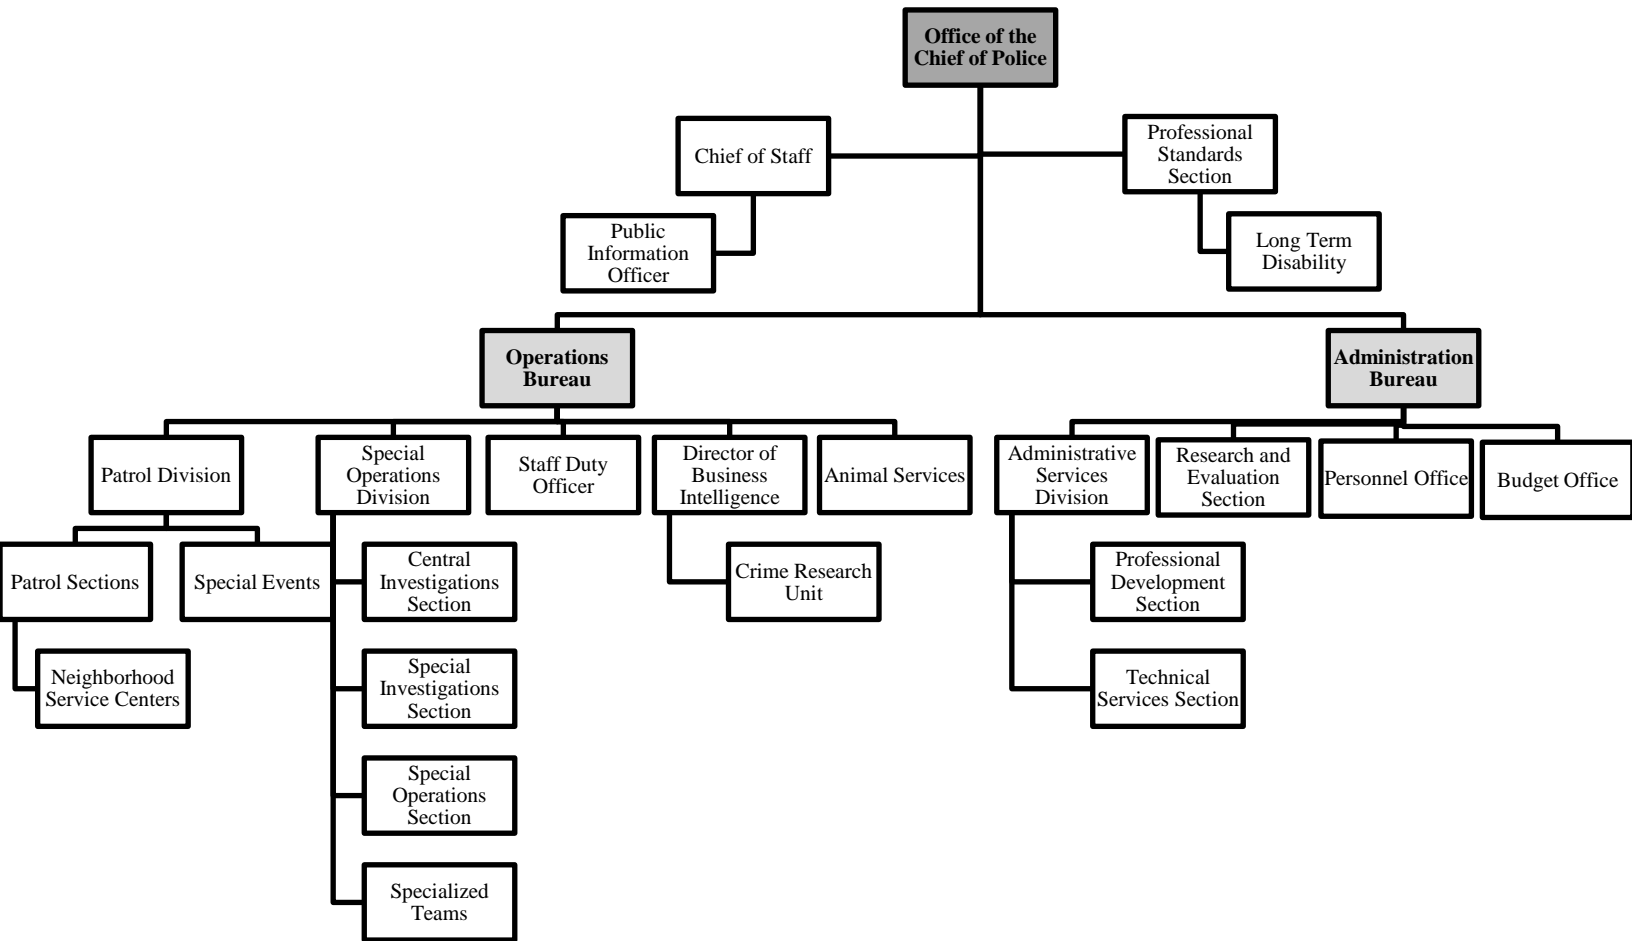 Office of the
Chief of Police
Chief of Staff
Professional
Standards
Section
Public
Information
Officer
Long Term
Disability
Operations
Bureau
Administration
Bureau
Patrol Division
Special
Operations
Division
Staff Duty
Officer
Director of
Business
Intelligence
Animal Services
Administrative
Services
Division
Research and
Evaluation
Section
Personnel Office
Budget Office
Patrol Sections
Special Events
Central
Investigations
Section
Crime Research
Unit
Professional
Development
Section
Neighborhood
Service Centers
Special
Investigations
Section
Technical
Services Section
Special
Operations
Section
Specialized
Teams